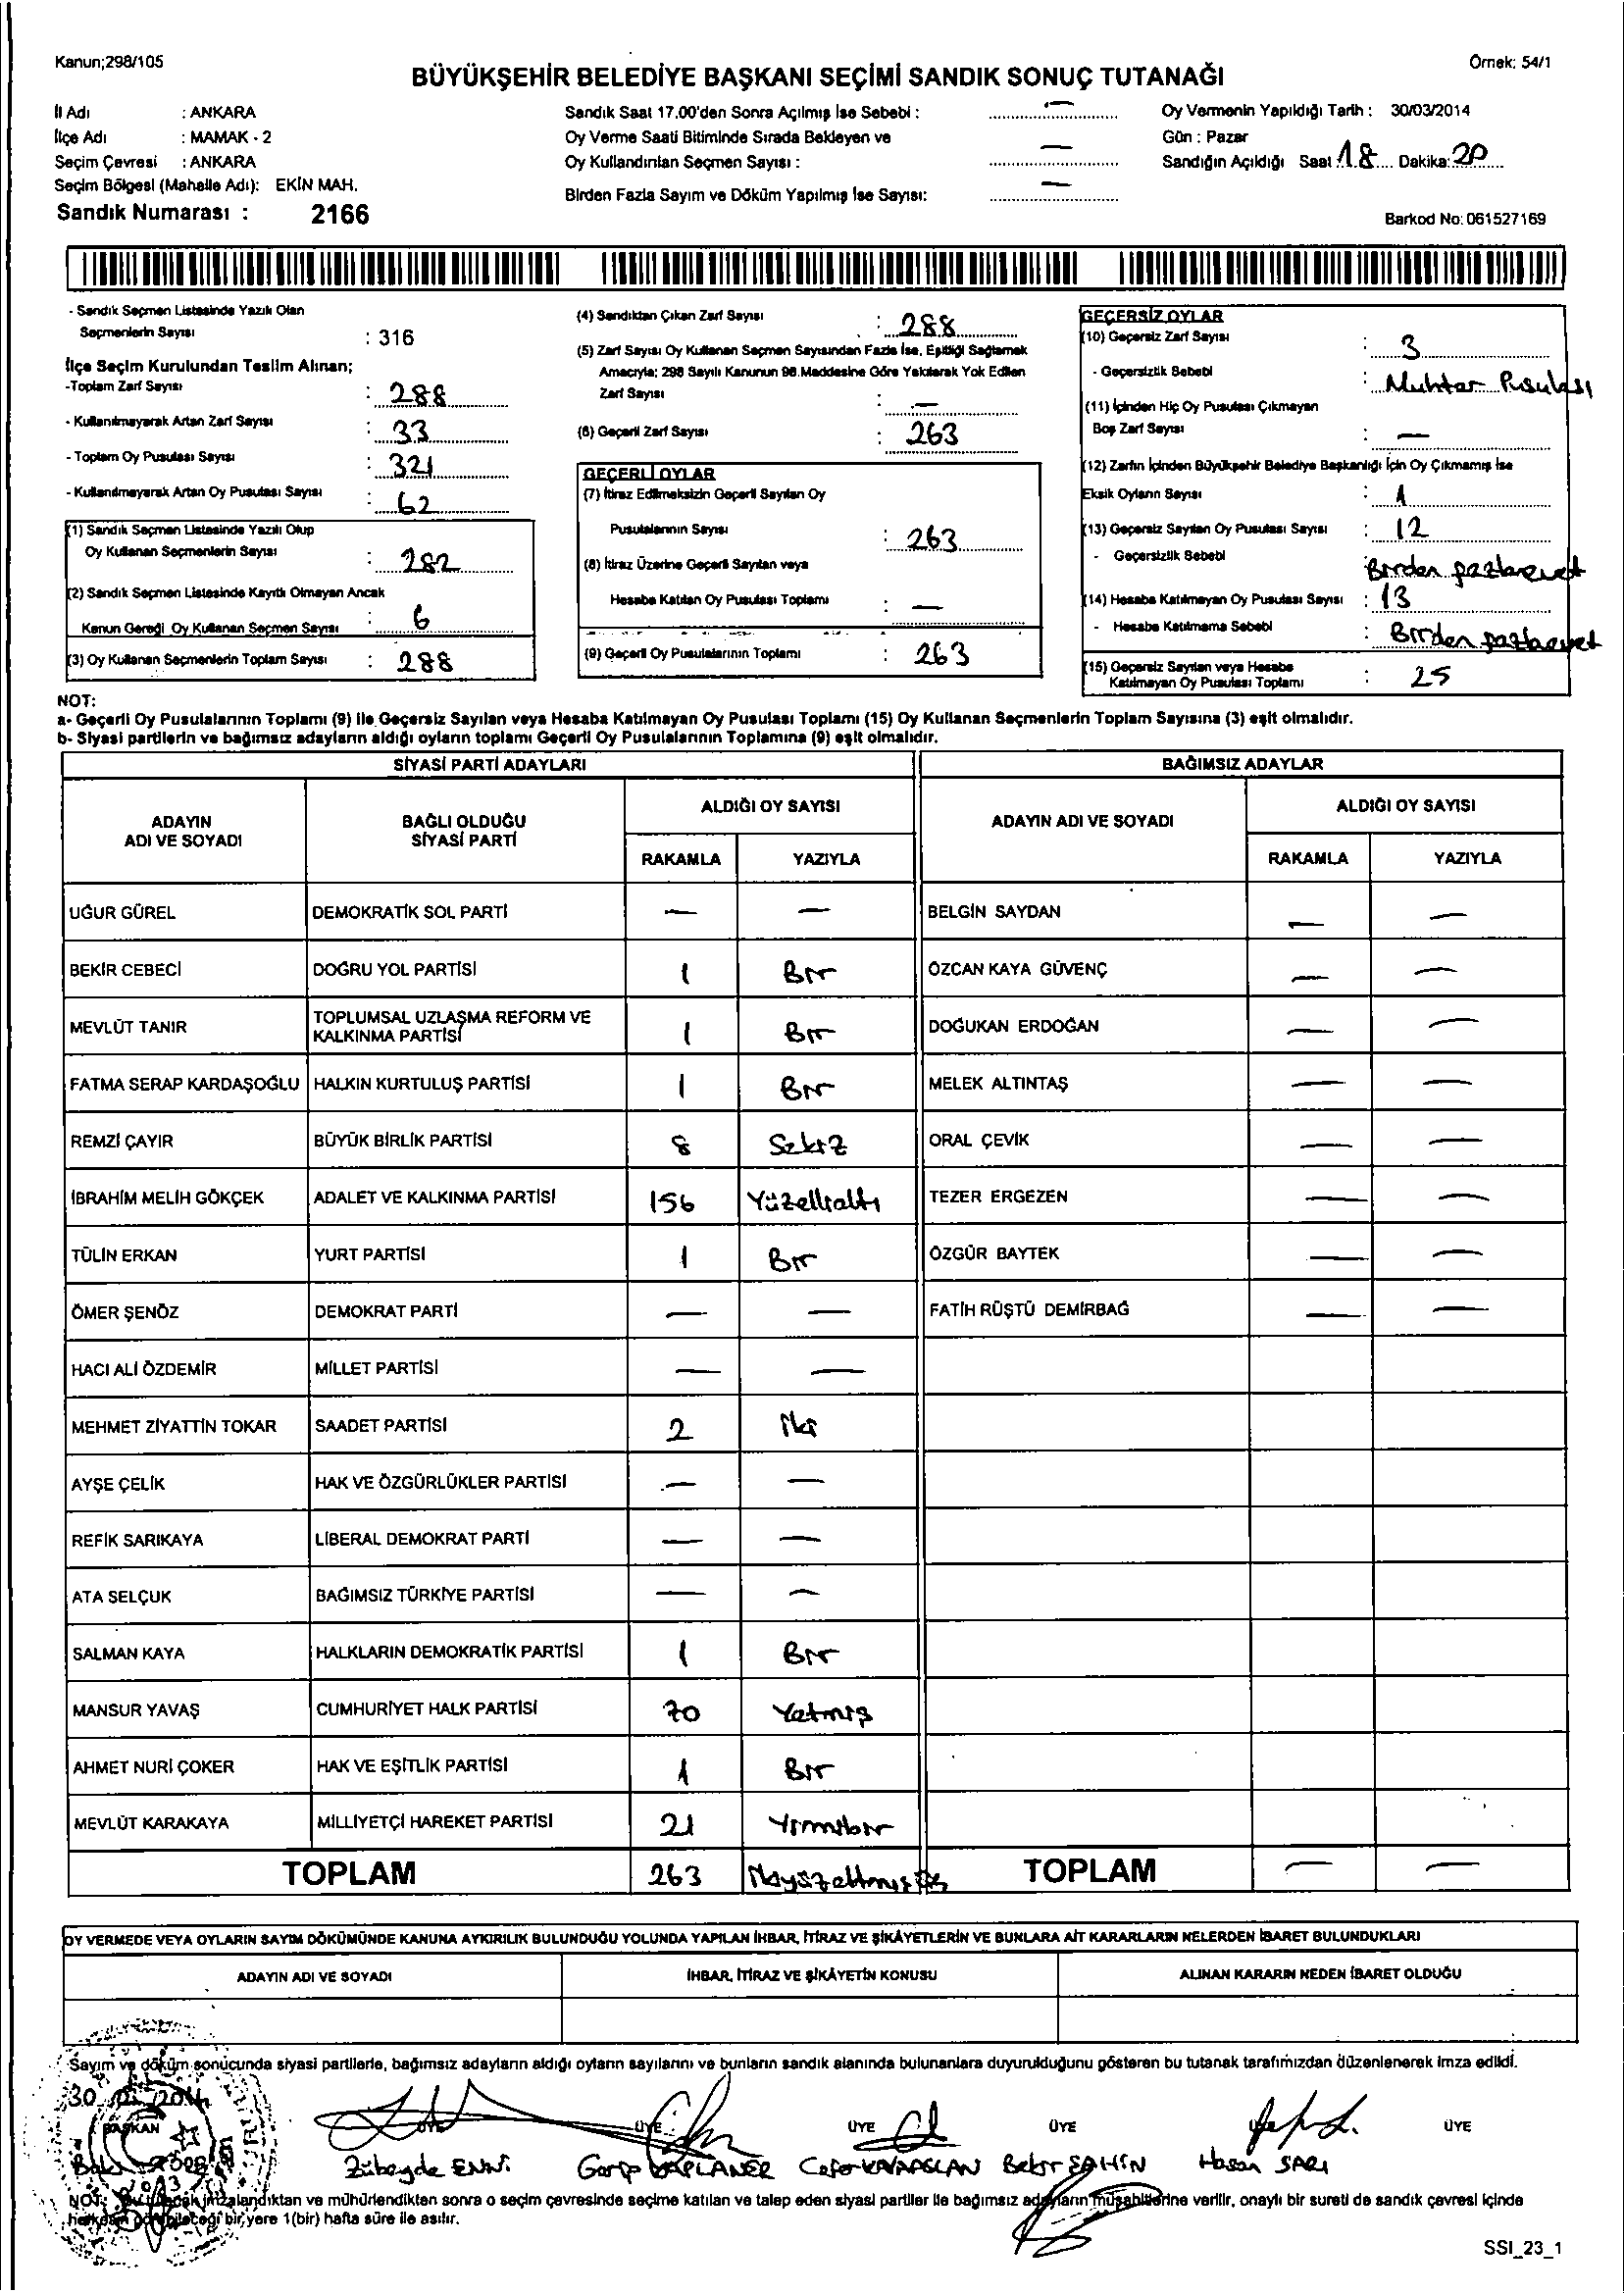 Kanun;298/105
Örnek: 54/1
BÜYÜKŞEHİR BELEDİYE BAŞKANI SEÇİMİ SANDIK SONUÇ TUTANAĞI
İl Adı : ANKARA
İlçe Adı : MAMAK - 2
Seçim Çevresi : ANKARA
Seçim Bölgesi (Mahalle Adı): EKİN MAH.
Sandık Numarası : 2166
Sandık Saat 17.00'den Sonra Açılmış İse Sebebi : —
Oy Verme Saati Bitiminde Sırada Bekleyen ve
Oy Kullandırılan Seçmen Sayısı : —
Birden Fazla Sayım ve Döküm Yapılmış İse Sayısı: —
Oy Vermenin Yapıldığı Tarih : 30/03/2014
Gün : Pazar
Sandığın Açıldığı Saat 18 Dakika: 20
Barkod No: 061527169
- Sandık Seçmen Listesinde Yazılı Olan
Seçmenlerin Sayısı : 316
İlçe Seçim Kurulundan Teslim Alınan;
-Toplam Zarf Sayısı : 288
- Kullanılmayarak Artan Zarf Sayısı : 33
- Toplam Oy Pusulası Sayısı : 321
- Kullanılmayarak Artan Oy Pusulası Sayısı : 62
(1) Sandık Seçmen Listesinde Yazılı Olup
Oy Kullanan Seçmenlerin Sayısı : 282
(2) Sandık Seçmen Listesinde Kayıtlı Olmayan Ancak
Kanun Gereği Oy Kullanan Seçmen Sayısı : 6
(3) Oy Kullanan Seçmenlerin Toplam Sayısı : 288
(4) Sandıktan Çıkan Zarf Sayısı : 288
(5) Zarf Sayısı Oy Kullanan Seçmen Sayısından Fazla İse, Eşitliği Sağlamak
Amacıyla; 298 Sayılı Kanunun 98.Maddesine Göre Yakılarak Yok Edilen
Zarf Sayısı : —
(6) Geçerli Zarf Sayısı : 263
GEÇERLİ OYLAR
(7) İtiraz Edilmeksizin Geçerli Sayılan Oy
Pusulalarının Sayısı : 263
(8) İtiraz Üzerine Geçerli Sayılan veya
Hesaba Katılan Oy Pusulası Toplamı : —
(9) Geçerli Oy Pusulalarının Toplamı : 263
GEÇERSİZ OYLAR
(10) Geçersiz Zarf Sayısı : 3
- Geçersizlik Sebebi : Muhtar Pusulası
(11) İçinden Hiç Oy Pusulası Çıkmayan
Boş Zarf Sayısı : —
(12) Zarfın İçinden Büyükşehir Belediye Başkanlığı İçin Oy Çıkmamış İse
Eksik Oyların Sayısı : 1
(13) Geçersiz Sayılan Oy Pusulası Sayısı : 12
- Geçersizlik Sebebi : Birden fazla evet
(14) Hesaba Katılmayan Oy Pusulası Sayısı : 13
- Hesaba Katılmama Sebebi : Birden fazla evet
(15) Geçersiz Sayılan veya Hesaba
Katılmayan Oy Pusulası Toplamı : 25
NOT:
a- Geçerli Oy Pusulalarının Toplamı (9) ile Geçersiz Sayılan veya Hesaba Katılmayan Oy Pusulası Toplamı (15) Oy Kullanan Seçmenlerin Toplam Sayısına (3) eşit olmalıdır.
b- Siyasi partilerin ve bağımsız adayların aldığı oyların toplamı Geçerli Oy Pusulalarının Toplamına (9) eşit olmalıdır.
SİYASİ PARTİ ADAYLARI
BAĞIMSIZ ADAYLAR
ADAYIN
ADI VE SOYADI
BAĞLI OLDUĞU
SİYASİ PARTİ
ALDIĞI OY SAYISI
RAKAMLA YAZIYLA
ADAYIN ADI VE SOYADI
ALDIĞI OY SAYISI
RAKAMLA YAZIYLA
UĞUR GÜREL DEMOKRATİK SOL PARTİ — — BELGİN SAYDAN — —
BEKİR CEBECİ DOĞRU YOL PARTİSİ 1 Bir ÖZCAN KAYA GÜVENÇ — —
MEVLÜT TANIR TOPLUMSAL UZLAŞMA REFORM VE KALKINMA PARTİSİ 1 Bir DOĞUKAN ERDOĞAN — —
FATMA SERAP KARDAŞOĞLU HALKIN KURTULUŞ PARTİSİ 1 Bir MELEK ALTINTAŞ — —
REMZİ ÇAYIR BÜYÜK BİRLİK PARTİSİ 8 Sekiz ORAL ÇEVİK — —
İBRAHİM MELİH GÖKÇEK ADALET VE KALKINMA PARTİSİ 156 Yüzellialtı TEZER ERGEZEN — —
TÜLİN ERKAN YURT PARTİSİ 1 Bir ÖZGÜR BAYTEK — —
ÖMER ŞENÖZ DEMOKRAT PARTİ — — FATİH RÜŞTÜ DEMİRBAĞ — —
HACI ALİ ÖZDEMİR MİLLET PARTİSİ — —
MEHMET ZİYATTİN TOKAR SAADET PARTİSİ 2 iki
AYŞE ÇELİK HAK VE ÖZGÜRLÜKLER PARTİSİ — —
REFİK SARIKAYA LİBERAL DEMOKRAT PARTİ — —
ATA SELÇUK BAĞIMSIZ TÜRKİYE PARTİSİ — —
SALMAN KAYA HALKLARIN DEMOKRATİK PARTİSİ 1 Bir
MANSUR YAVAŞ CUMHURİYET HALK PARTİSİ 70 Yetmiş
AHMET NURİ ÇOKER HAK VE EŞİTLİK PARTİSİ 1 Bir
MEVLÜT KARAKAYA MİLLİYETÇİ HAREKET PARTİSİ 21 Yirmibir
TOPLAM 263 TOPLAM — —
OY VERMEDE VEYA OYLARIN SAYIM DÖKÜMÜNDE KANUNA AYKIRILIK BULUNDUĞU YOLUNDA YAPILAN İHBAR, İTİRAZ VE ŞİKÂYETLERİN VE BUNLARA AİT KARARLARIN NELERDEN İBARET BULUNDUKLARI
ADAYIN ADI VE SOYADI İHBAR, İTİRAZ VE ŞİKÂYETİN KONUSU ALINAN KARARIN NEDEN İBARET OLDUĞU
Sayım ve döküm sonucunda siyasi partilerle, bağımsız adayların aldığı oyların sayılarını ve bunların sandık alanında bulunanlara duyurulduğunu gösteren bu tutanak tarafımızdan düzenlenerek imza edildi.
BAŞKAN ÜYE ÜYE ÜYE ÜYE ÜYE
Zübeyde Garip KAPLANER Cafer KAYAASLAN Bekir ŞAHİN Hasan SARI
NOT: Bu tutanak imzalandıktan ve mühürlendikten sonra o seçim çevresinde seçime katılan ve talep eden siyasi partiler ile bağımsız adayların müşahitlerine verilir, onaylı bir sureti de sandık çevresi içinde
herkesin görebileceği bir yere 1(bir) hafta süre ile asılır.
SSI_23_1